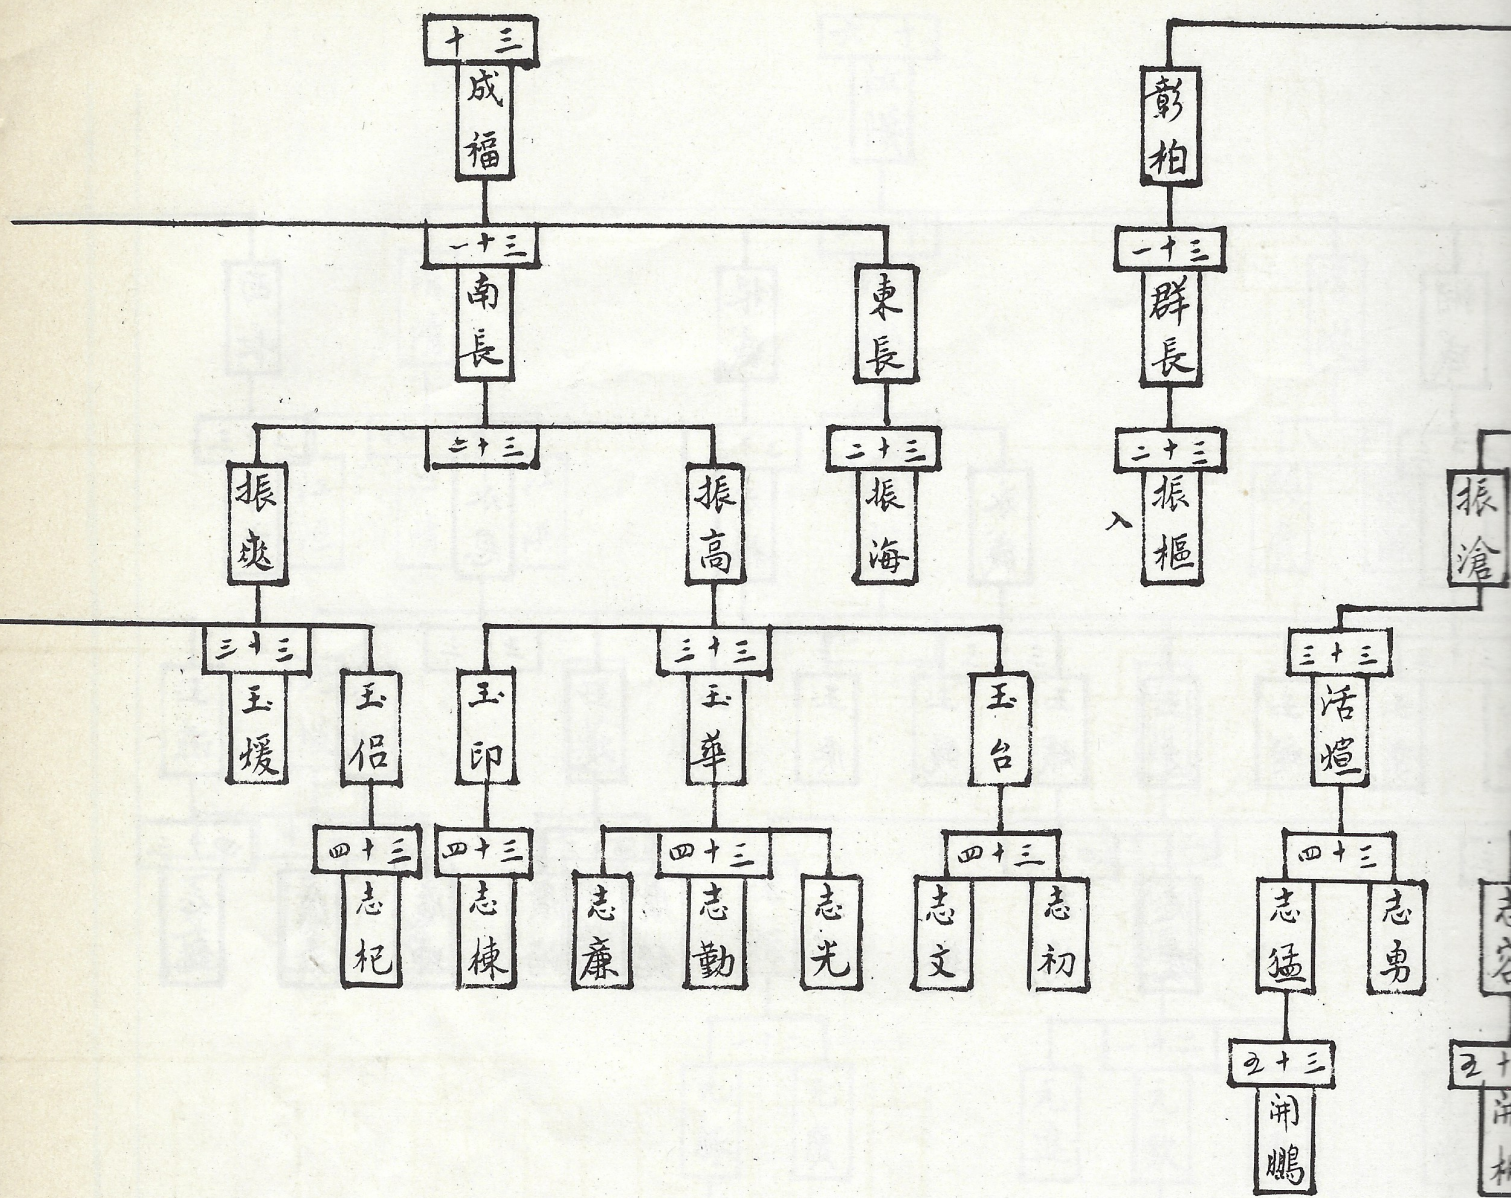 十三
成福
彰柏
一十三
南長
東長
一十三
群長
二十三
二十三
振海
二十三
振樞
入
振高
振滄
三十三
玉煖
玉侶
玉印
三十三
玉華
玉台
三十三
活煊
四十三
志杞
四十三
志棟
四十三
志廉
志勤
志光
四十三
志文
志初
四十三
志猛
志勇
五十三
開鵬